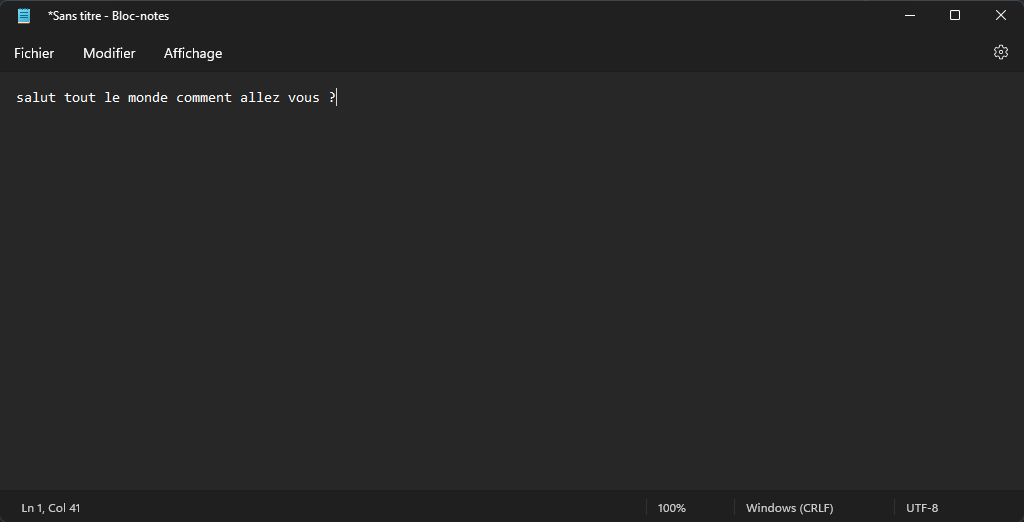 *Sans titre - Bloc-notes
Fichier Modifier Affichage
salut tout le monde comment allez vous ?
Ln 1, Col 41 100% Windows (CRLF) UTF-8